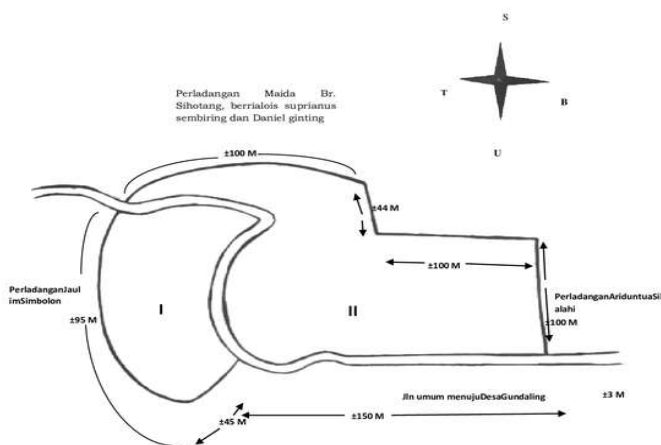 S
T
B
U
Perladangan Maida Br.
Sihotang, berrialois suprianus
sembiring dan Daniel ginting
±100 M
±44 M
±100 M
PerladanganJaul
imSimbolon
±95 M
I
II
PerladanganAriduntuaSil
alahi
±100 M
Jln umum menujuDesaGundaling
±3 M
±45 M
±150 M